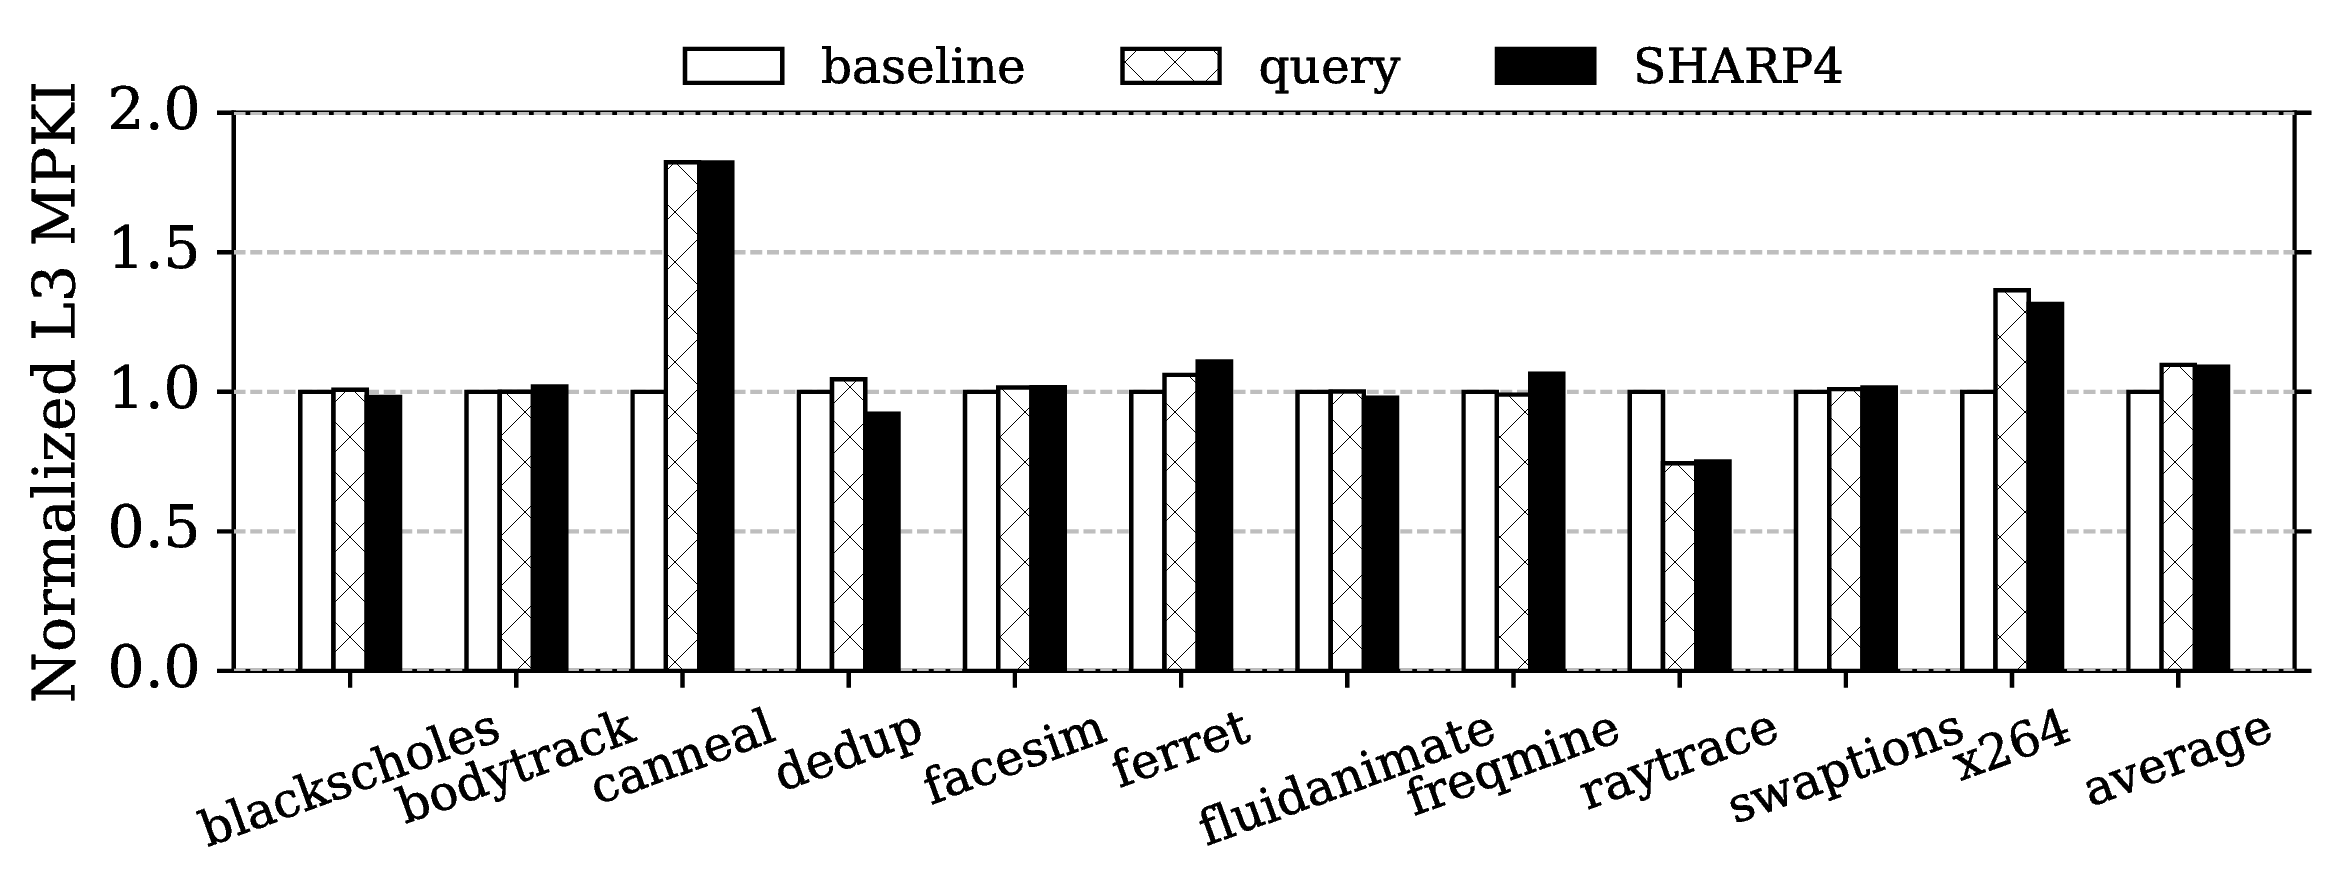 baseline query SHARP4
Normalized L3 MPKI
2.0
1.5
1.0
0.5
0.0
blackscholes
bodytrack
canneal
dedup
facesim
ferret
fluidanimate
freqmine
raytrace
swaptions
x264
average